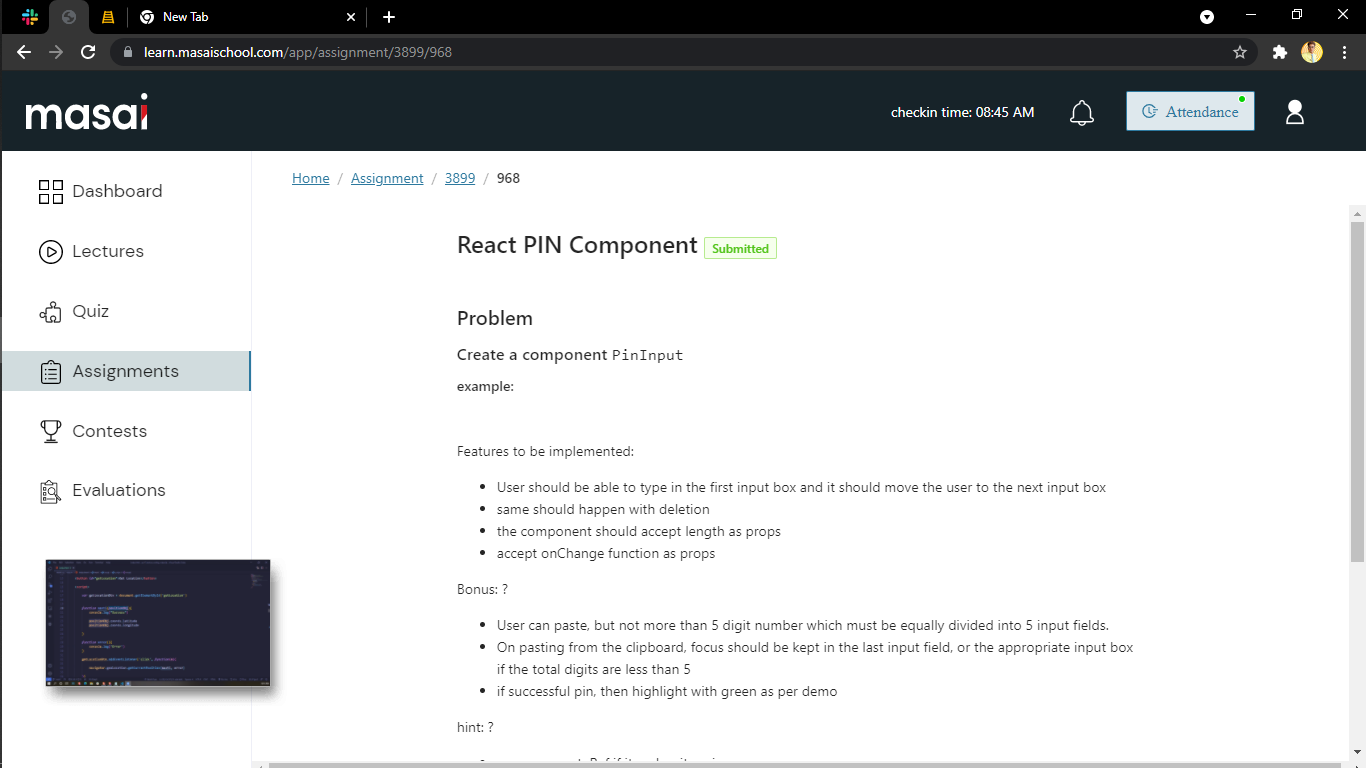 New Tab
learn.masaischool.com/app/assignment/3899/968
masai
checkin time: 08:45 AM
Attendance
Dashboard
Lectures
Quiz
Assignments
Contests
Evaluations
Home / Assignment / 3899 / 968
React PIN Component Submitted
Problem
Create a component PinInput
example:
Features to be implemented:
User should be able to type in the first input box and it should move the user to the next input box
same should happen with deletion
the component should accept length as props
accept onChange function as props
Bonus: ?
User can paste, but not more than 5 digit number which must be equally divided into 5 input fields.
On pasting from the clipboard, focus should be kept in the last input field, or the appropriate input box
if the total digits are less than 5
if successful pin, then highlight with green as per demo
hint: ?